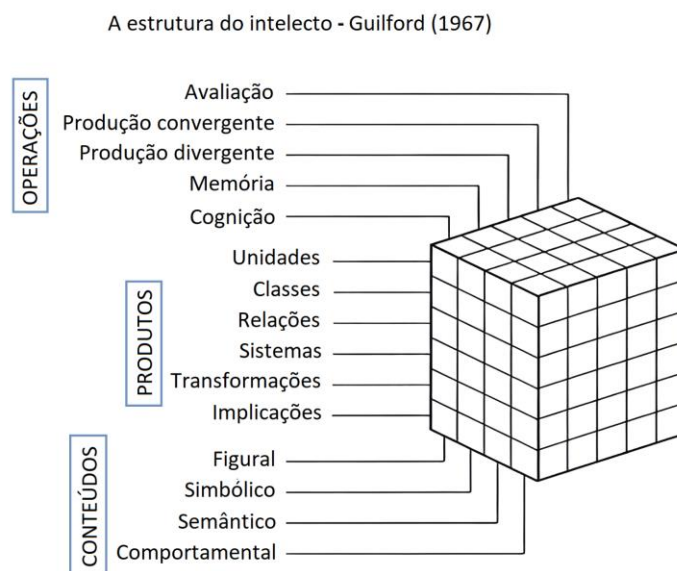 A estrutura do intelecto - Guilford (1967)
OPERAÇÕES
Avaliação
Produção convergente
Produção divergente
Memória
Cognição
PRODUTOS
Unidades
Classes
Relações
Sistemas
Transformações
Implicações
CONTEÚDOS
Figural
Simbólico
Semântico
Comportamental